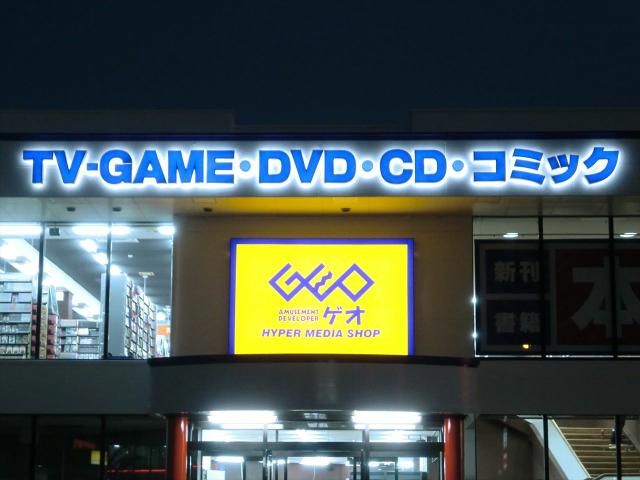 TV-GAME・DVD・CD・コミック
GEO
AMUSEMENT
DEVELOPER ゲオ
HYPER MEDIA SHOP
新刊
書籍
本